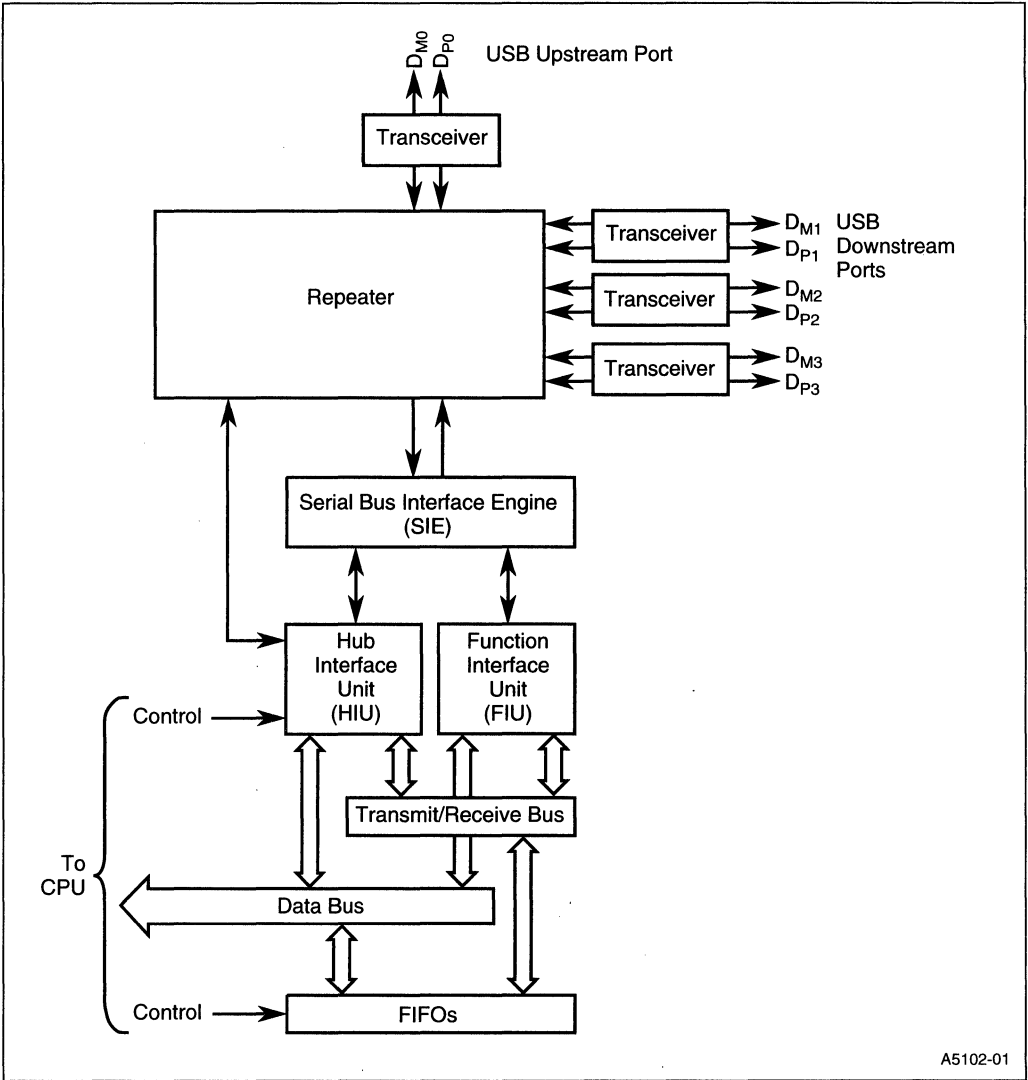 DM0
DP0
USB Upstream Port
Transceiver
Repeater
Transceiver
DM1
DP1
USB
Downstream
Ports
Transceiver
DM2
DP2
Transceiver
DM3
DP3
Serial Bus Interface Engine
(SIE)
Hub
Interface
Unit
(HIU)
Function
Interface
Unit
(FIU)
Control
Transmit/Receive Bus
To
CPU
Data Bus
Control
FIFOs
A5102-01